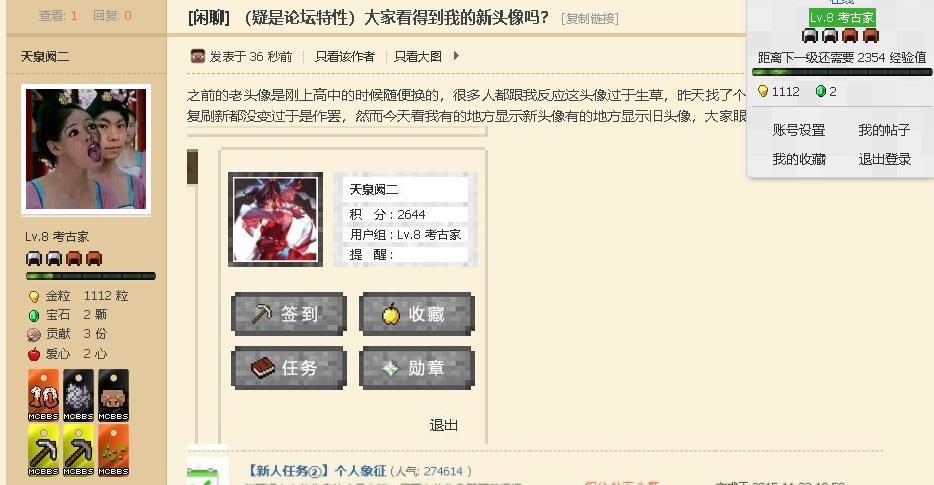 查看: 1 回复: 0
[闲聊] （疑是论坛特性）大家看得到我的新头像吗? [复制链接]
在线
Lv.8 考古家
距离下一级还需要 2354 经验值
1112 2
账号设置 我的帖子
我的收藏 退出登录
天泉阙二
发表于 36 秒前 只看该作者 只看大图
之前的老头像是刚上高中的时候随便换的，很多人都跟我反应这头像过于生草，昨天找了个
复刷新都没变过于是作罢，然而今天看我有的地方显示新头像有的地方显示旧头像，大家眼
Lv.8 考古家
金粒 1112 粒
宝石 2 颗
贡献 3 份
爱心 2 心
MCBBS MCBBS MCBBS
MCBBS MCBBS MCBBS
天泉阙二
积 分 : 2644
用户组 : Lv.8 考古家
提 醒 :
签到 收藏
任务 勋章
退出
【新人任务②】个人象征 (人气: 274614 )